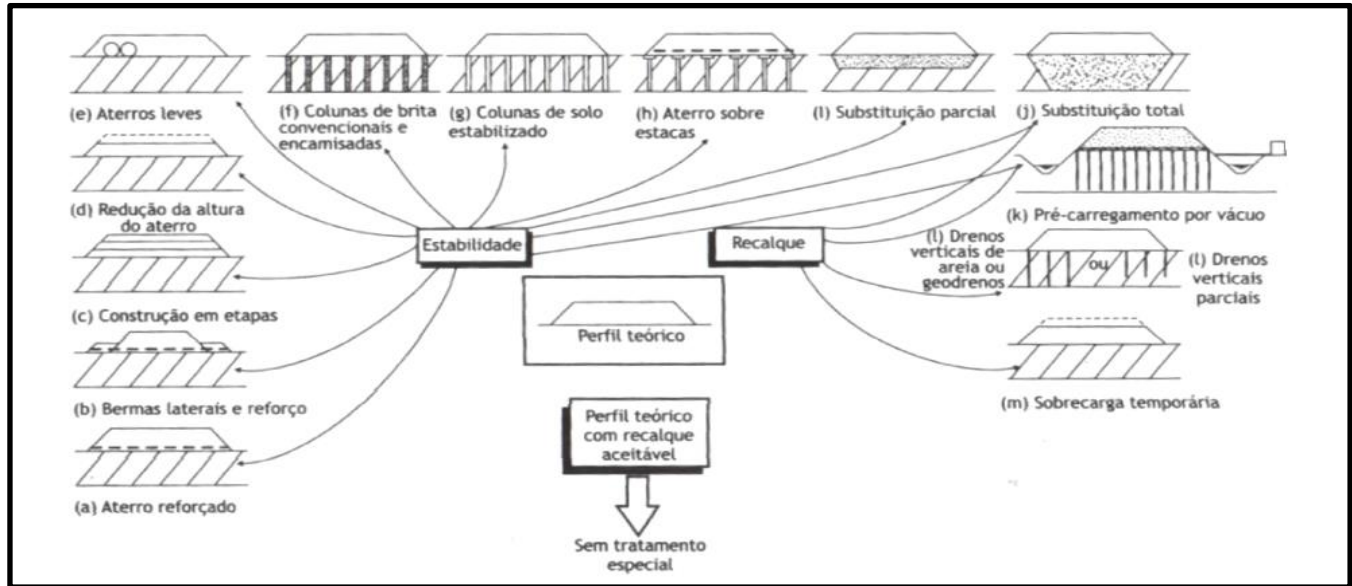 (e) Aterros leves
(f) Colunas de brita
convencionais e
encamisadas
(g) Colunas de solo
estabilizado
(h) Aterro sobre
estacas
(l) Substituição parcial
(j) Substituição total
(d) Redução da altura
do aterro
(k) Pré-carregamento por vácuo
Estabilidade
Recalque
(l) Drenos
verticais de
areia ou
geodrenos
ou
(l) Drenos
verticais
parciais
(c) Construção em etapas
Perfil teórico
(b) Bermas laterais e reforço
(m) Sobrecarga temporária
Perfil teórico
com recalque
aceitável
(a) Aterro reforçado
Sem tratamento
especial